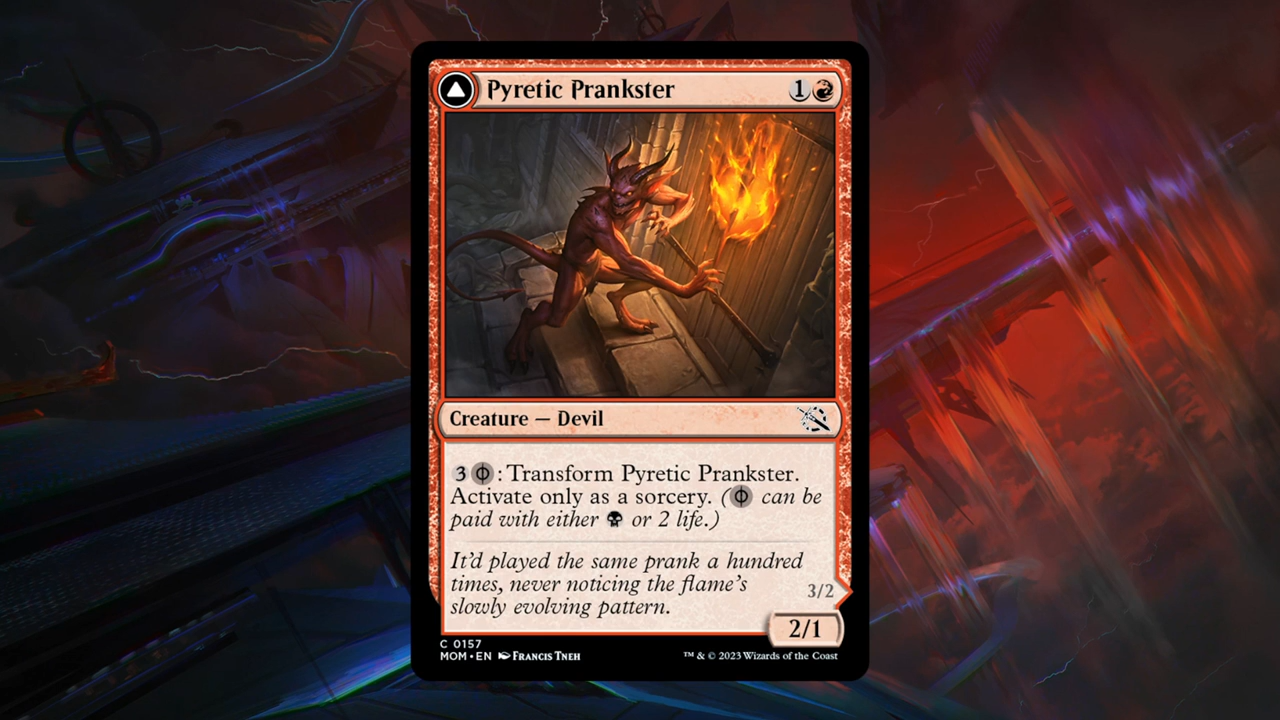 Pyretic Prankster 1
Creature — Devil
3 Φ: Transform Pyretic Prankster.
Activate only as a sorcery. (Φ can be
paid with either or 2 life.)
It'd played the same prank a hundred
times, never noticing the flame's
slowly evolving pattern.
3/2
2/1
C 0157
MOM • EN Francis Tneh
™ & © 2023 Wizards of the Coast